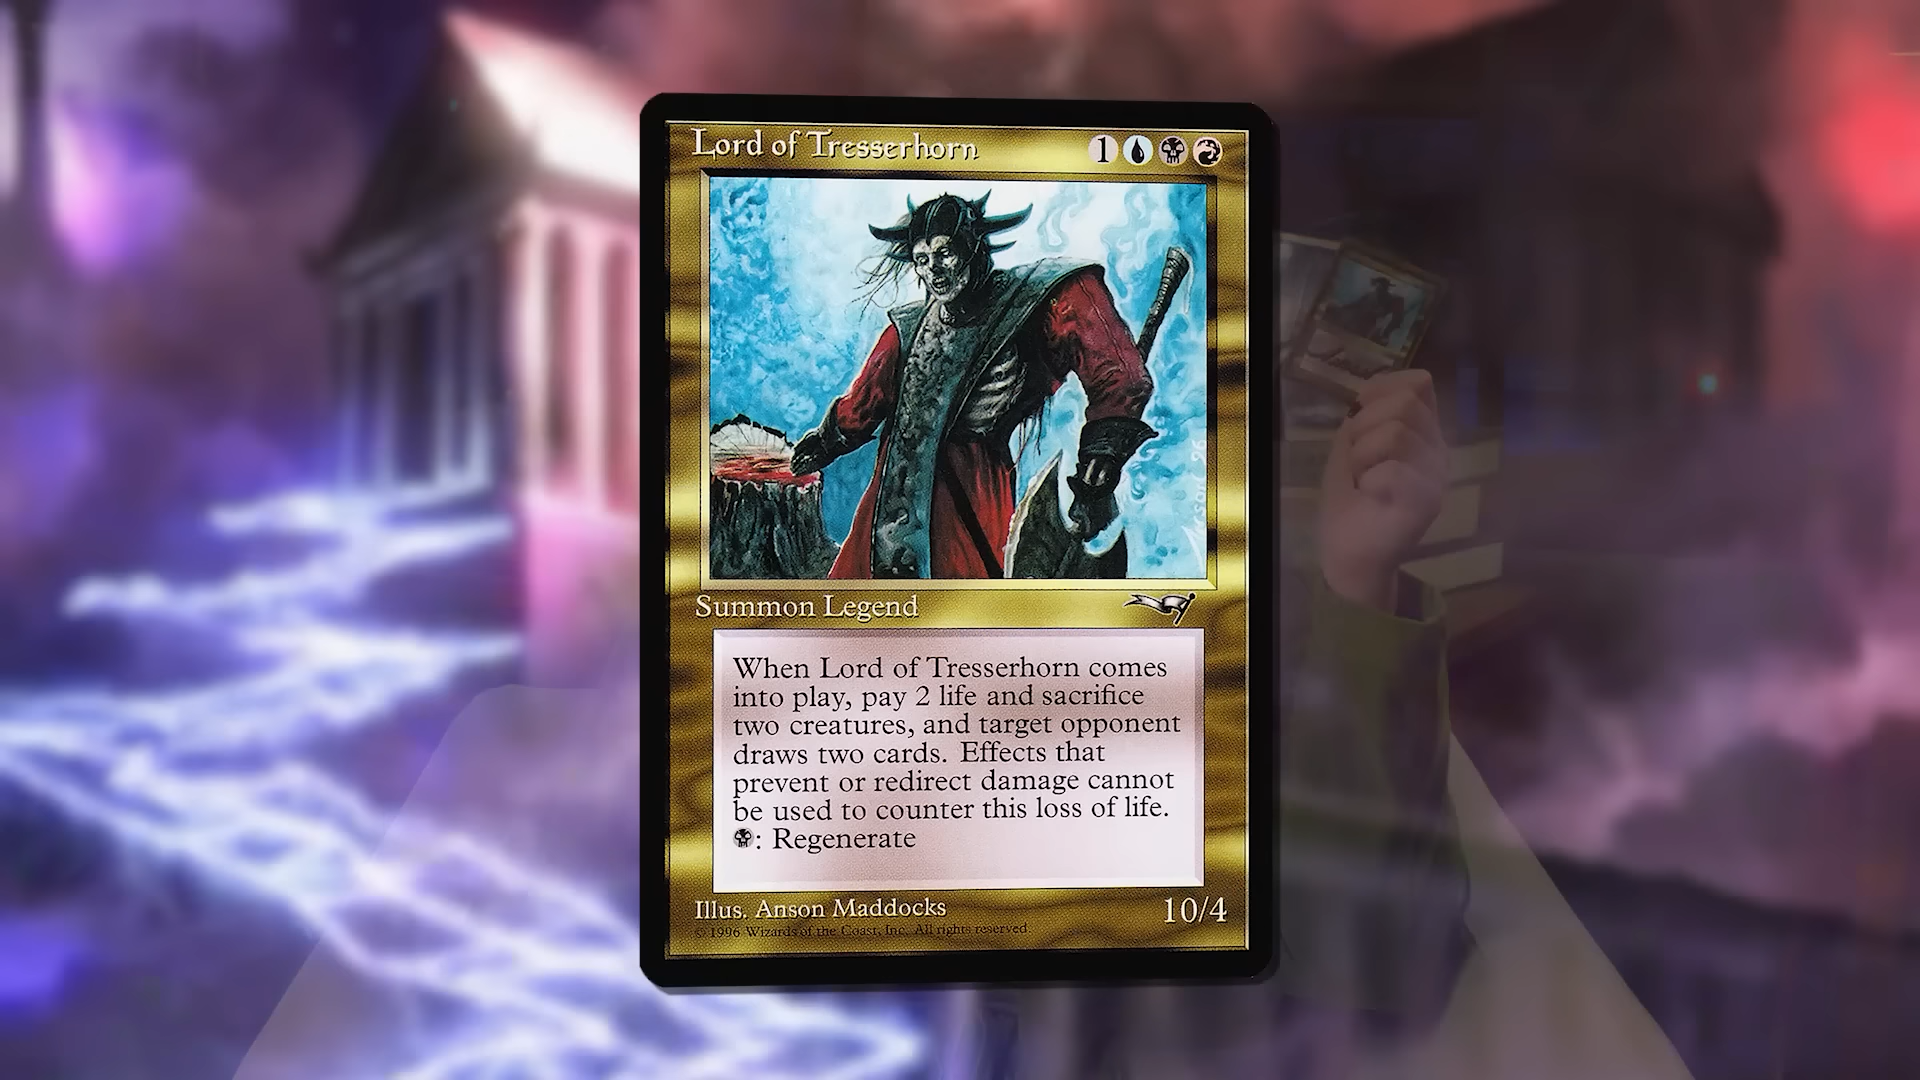 Lord of Tresserhorn 1
Summon Legend
When Lord of Tresserhorn comes
into play, pay 2 life and sacrifice
two creatures, and target opponent
draws two cards. Effects that
prevent or redirect damage cannot
be used to counter this loss of life.
: Regenerate
Illus. Anson Maddocks 10/4
© 1996 Wizards of the Coast, Inc. All rights reserved.